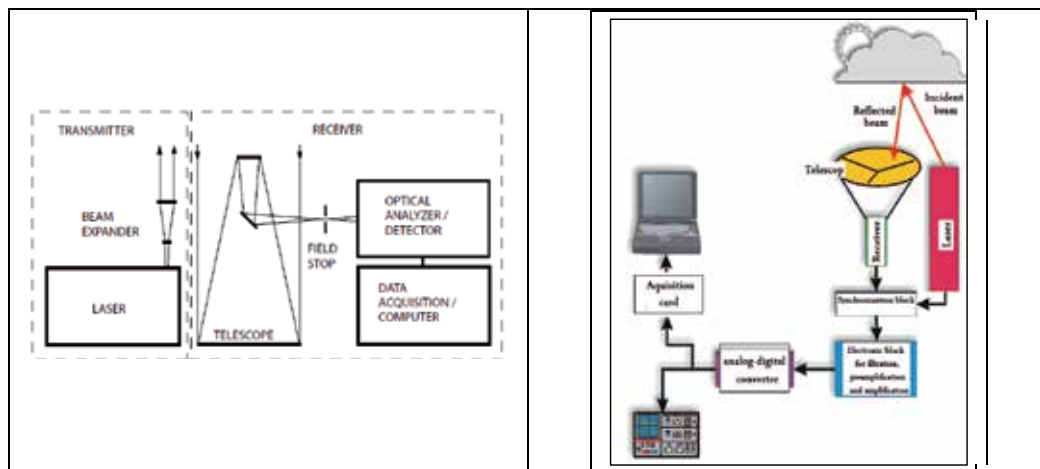 TRANSMITTER
RECEIVER
BEAM
EXPANDER
LASER
TELESCOPE
FIELD
STOP
OPTICAL
ANALYZER /
DETECTOR
DATA
ACQUISITION /
COMPUTER
Incident
beam
Reflected
beam
Telescop
Receiver
Laser
Synchronization block
Aquisition
card
analog-digital
converter
Electronic block
for filtration,
preamplification
and amplification